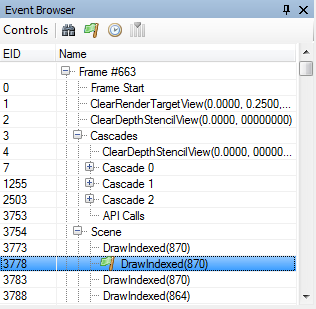 Event Browser
Controls
EID Name
Frame #663
0 Frame Start
1 ClearRenderTargetView(0.0000, 0.2500,...
2 ClearDepthStencilView(0.0000, 00000000)
3 Cascades
4 ClearDepthStencilView(0.0000, 00000...
7 Cascade 0
1255 Cascade 1
2503 Cascade 2
3753 API Calls
3754 Scene
3773 DrawIndexed(870)
3778 DrawIndexed(870)
3783 DrawIndexed(870)
3788 DrawIndexed(864)